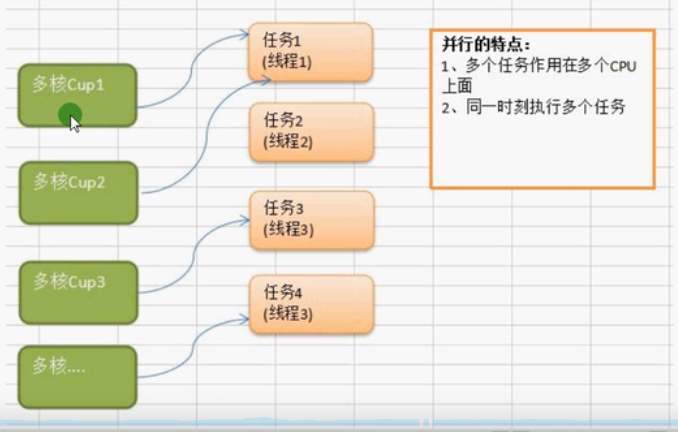 多核Cup1
多核Cup2
多核Cup3
多核....
任务1
(线程1)
任务2
(线程2)
任务3
(线程3)
任务4
(线程3)
并行的特点：
1、多个任务作用在多个CPU
上面
2、同一时刻执行多个任务